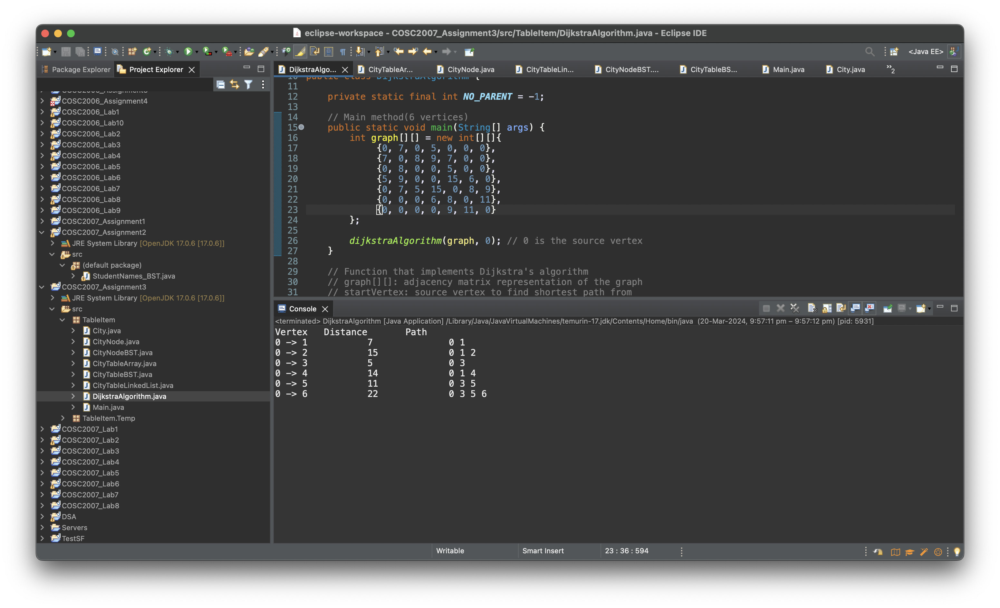 eclipse-workspace - COSC2007_Assignment3/src/TableItem/DijkstraAlgorithm.java - Eclipse IDE
<Java EE>
Package Explorer
Project Explorer
COSC2006_Assignment4
COSC2006_Lab1
COSC2006_Lab10
COSC2006_Lab2
COSC2006_Lab3
COSC2006_Lab4
COSC2006_Lab5
COSC2006_Lab6
COSC2006_Lab7
COSC2006_Lab8
COSC2006_Lab9
COSC2007_Assignment1
COSC2007_Assignment2
JRE System Library [OpenJDK 17.0.6 [17.0.6]]
src
(default package)
StudentNames_BST.java
COSC2007_Assignment3
JRE System Library [OpenJDK 17.0.6 [17.0.6]]
src
TableItem
City.java
CityNode.java
CityNodeBST.java
CityTableArray.java
CityTableBST.java
CityTableLinkedList.java
DijkstraAlgorithm.java
Main.java
TableItem.Temp
COSC2007_Lab1
COSC2007_Lab2
COSC2007_Lab3
COSC2007_Lab4
COSC2007_Lab5
COSC2007_Lab6
COSC2007_Lab7
COSC2007_Lab8
DSA
Servers
TestSF
DijkstraAlgo... CityTableAr... CityNode.java CityTableLin... CityNodeBST.... CityTableBS... Main.java City.java »2
10 public class DijkstraAlgorithm {
11
12 private static final int NO_PARENT = -1;
13
14 // Main method(6 vertices)
15 public static void main(String[] args) {
16 int graph[][] = new int[][]{
17 {0, 7, 0, 5, 0, 0, 0},
18 {7, 0, 8, 9, 7, 0, 0},
19 {0, 8, 0, 0, 5, 0, 0},
20 {5, 9, 0, 0, 15, 6, 0},
21 {0, 7, 5, 15, 0, 8, 9},
22 {0, 0, 0, 6, 8, 0, 11},
23 {0, 0, 0, 0, 9, 11, 0}
24 };
25
26 dijkstraAlgorithm(graph, 0); // 0 is the source vertex
27 }
28
29 // Function that implements Dijkstra's algorithm
30 // graph[][]: adjacency matrix representation of the graph
31 // startVertex: source vertex to find shortest path from
Console
<terminated> DijkstraAlgorithm [Java Application] /Library/Java/JavaVirtualMachines/temurin-17.jdk/Contents/Home/bin/java (20-Mar-2024, 9:57:11 pm – 9:57:12 pm) [pid: 5931]
Vertex Distance Path
0 -> 1 7 0 1
0 -> 2 15 0 1 2
0 -> 3 5 0 3
0 -> 4 14 0 1 4
0 -> 5 11 0 3 5
0 -> 6 22 0 3 5 6
Writable Smart Insert 23 : 36 : 594